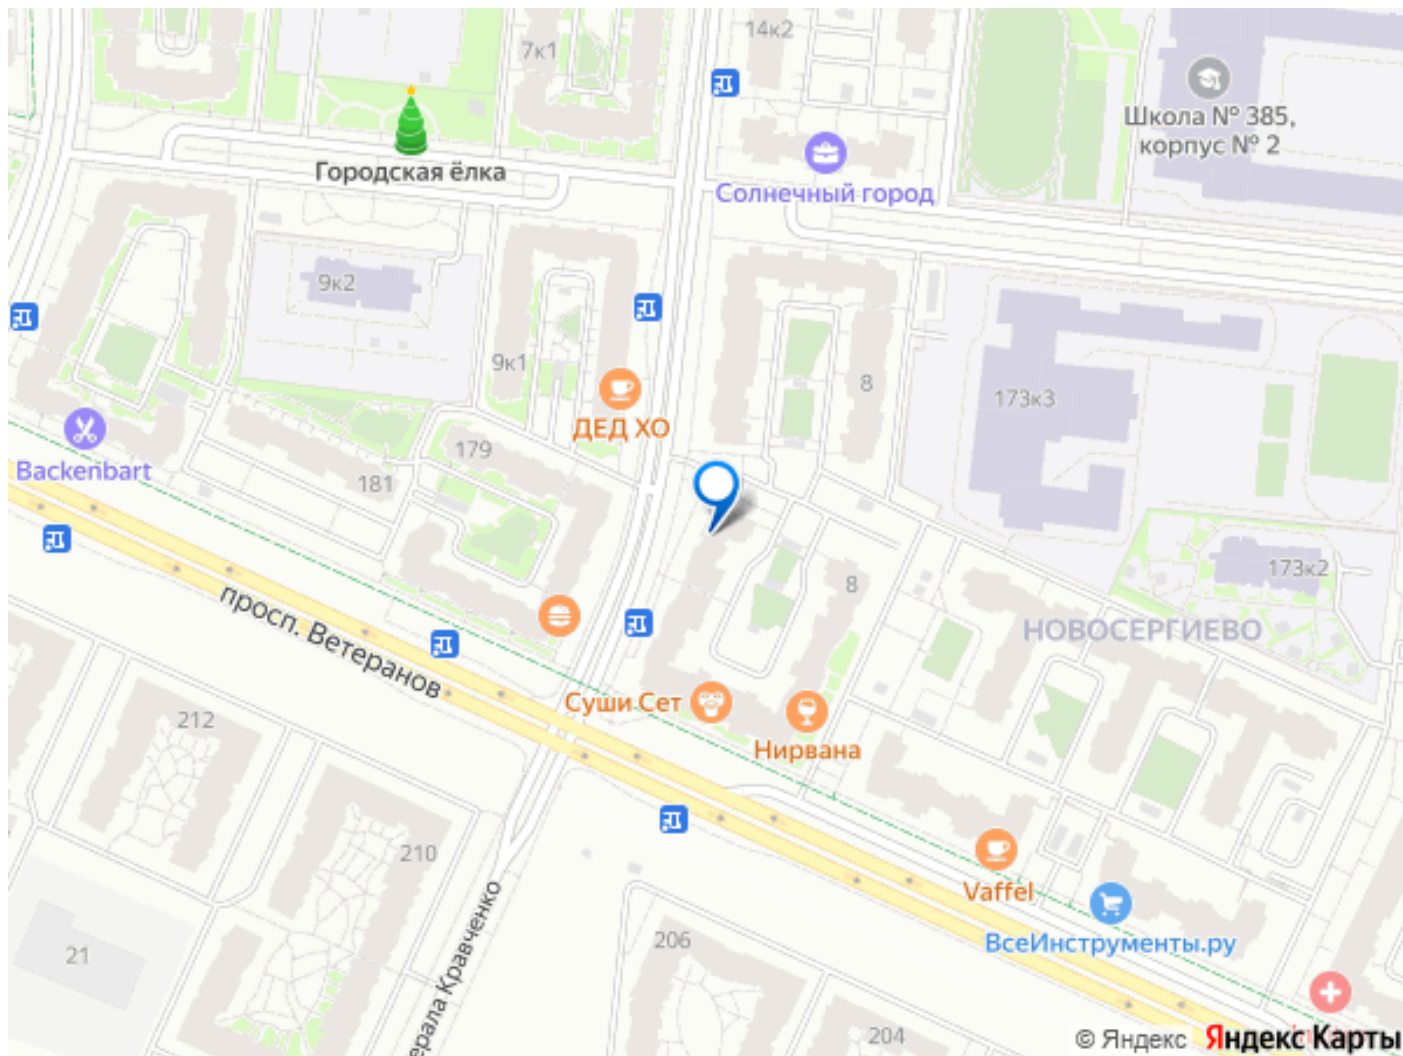 14к2
7к1
Школа № 385,
корпус № 2
Городская ёлка
Солнечный город
9к2
9к1
8
173к3
ДЕД ХО
Backenbart
179
181
173к2
8
НОВОСЕРГИЕВО
просп. Ветеранов
Суши Сет
Нирвана
212
210
Vaffel
ВсеИнструменты.ру
206
21
ерала Кравченко
204
© Яндекс
Яндекс Карты